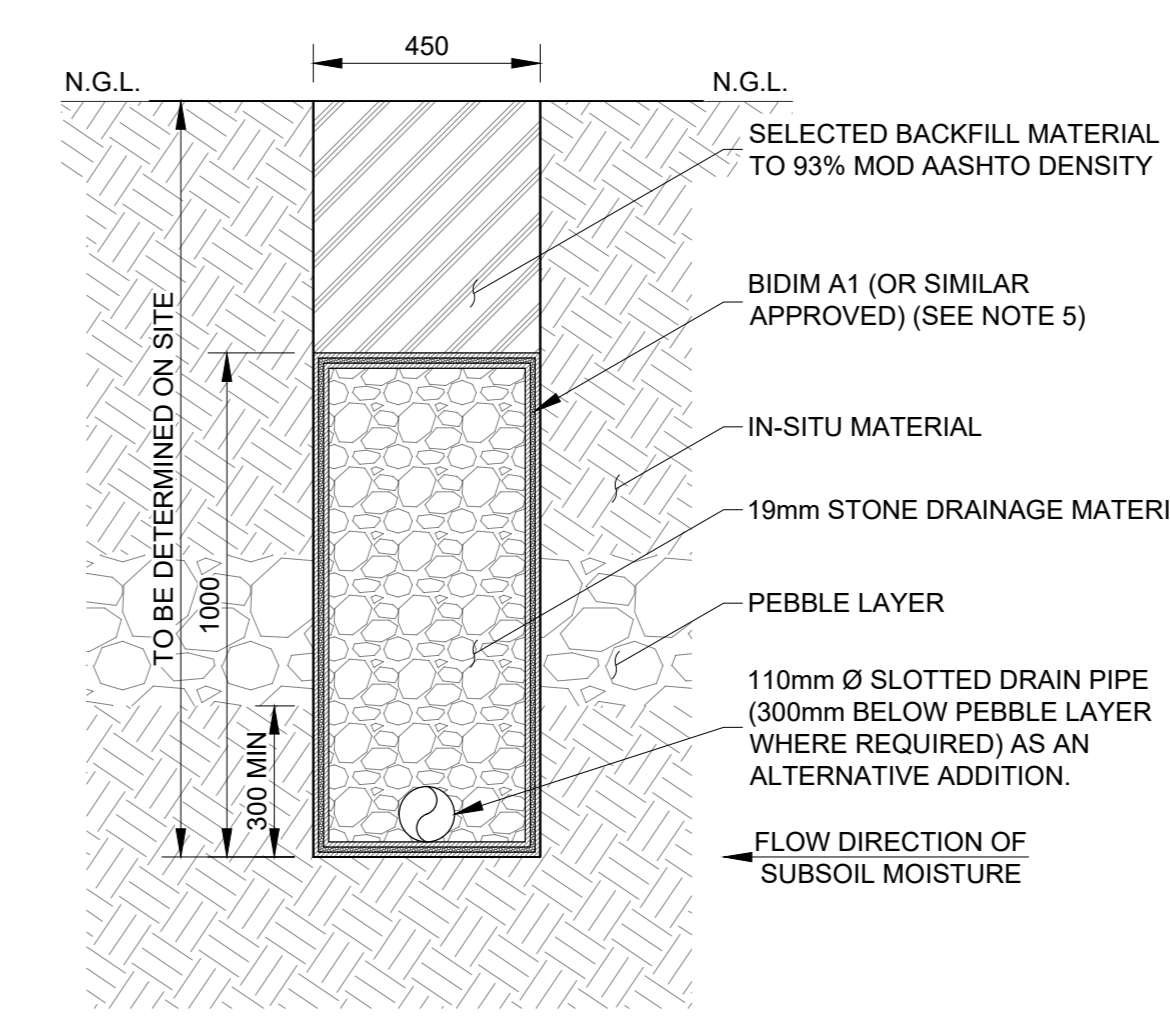 450
N.G.L.
N.G.L.
SELECTED BACKFILL MATERIAL
TO 93% MOD AASHTO DENSITY
BIDIM A1 (OR SIMILAR
APPROVED) (SEE NOTE 5)
IN-SITU MATERIAL
19mm STONE DRAINAGE MATERI
PEBBLE LAYER
110mm Ø SLOTTED DRAIN PIPE
(300mm BELOW PEBBLE LAYER
WHERE REQUIRED) AS AN
ALTERNATIVE ADDITION.
FLOW DIRECTION OF
SUBSOIL MOISTURE
TO BE DETERMINED ON SITE
1000
300 MIN